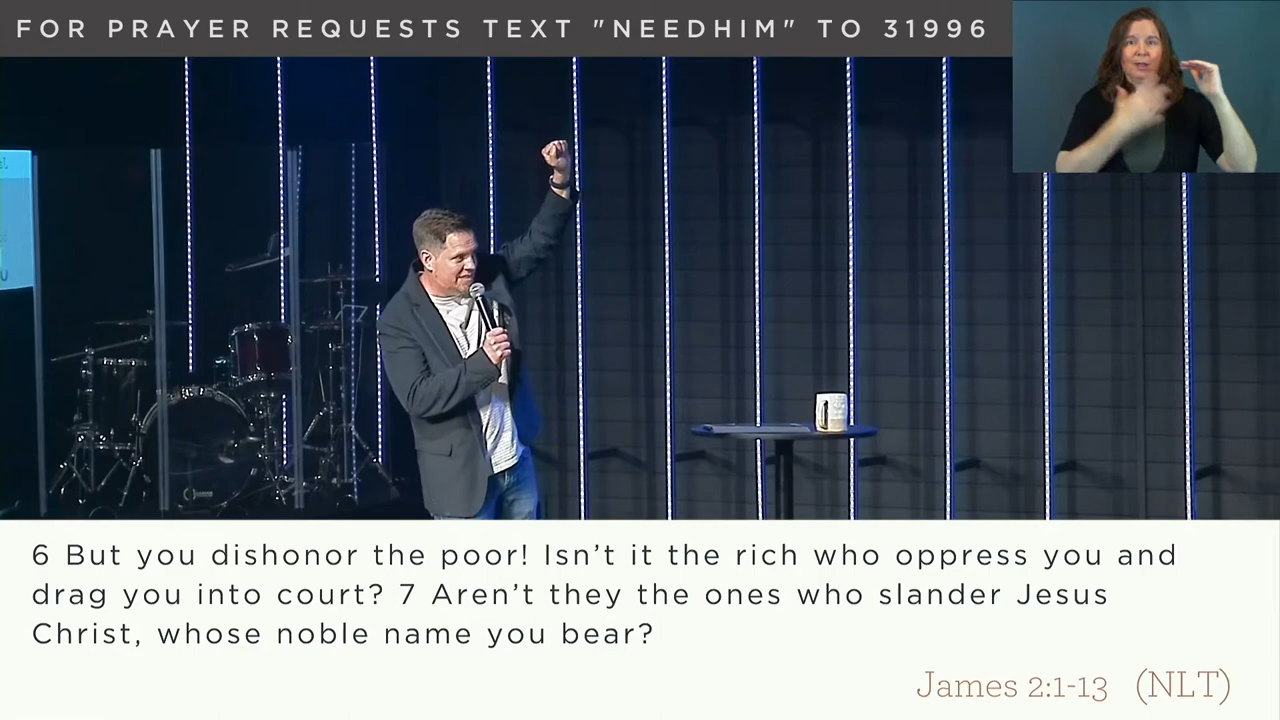 FOR PRAYER REQUESTS TEXT "NEEDHIM" TO 31996
6 But you dishonor the poor! Isn’t it the rich who oppress you and
drag you into court? 7 Aren’t they the ones who slander Jesus
Christ, whose noble name you bear?
James 2:1-13 (NLT)